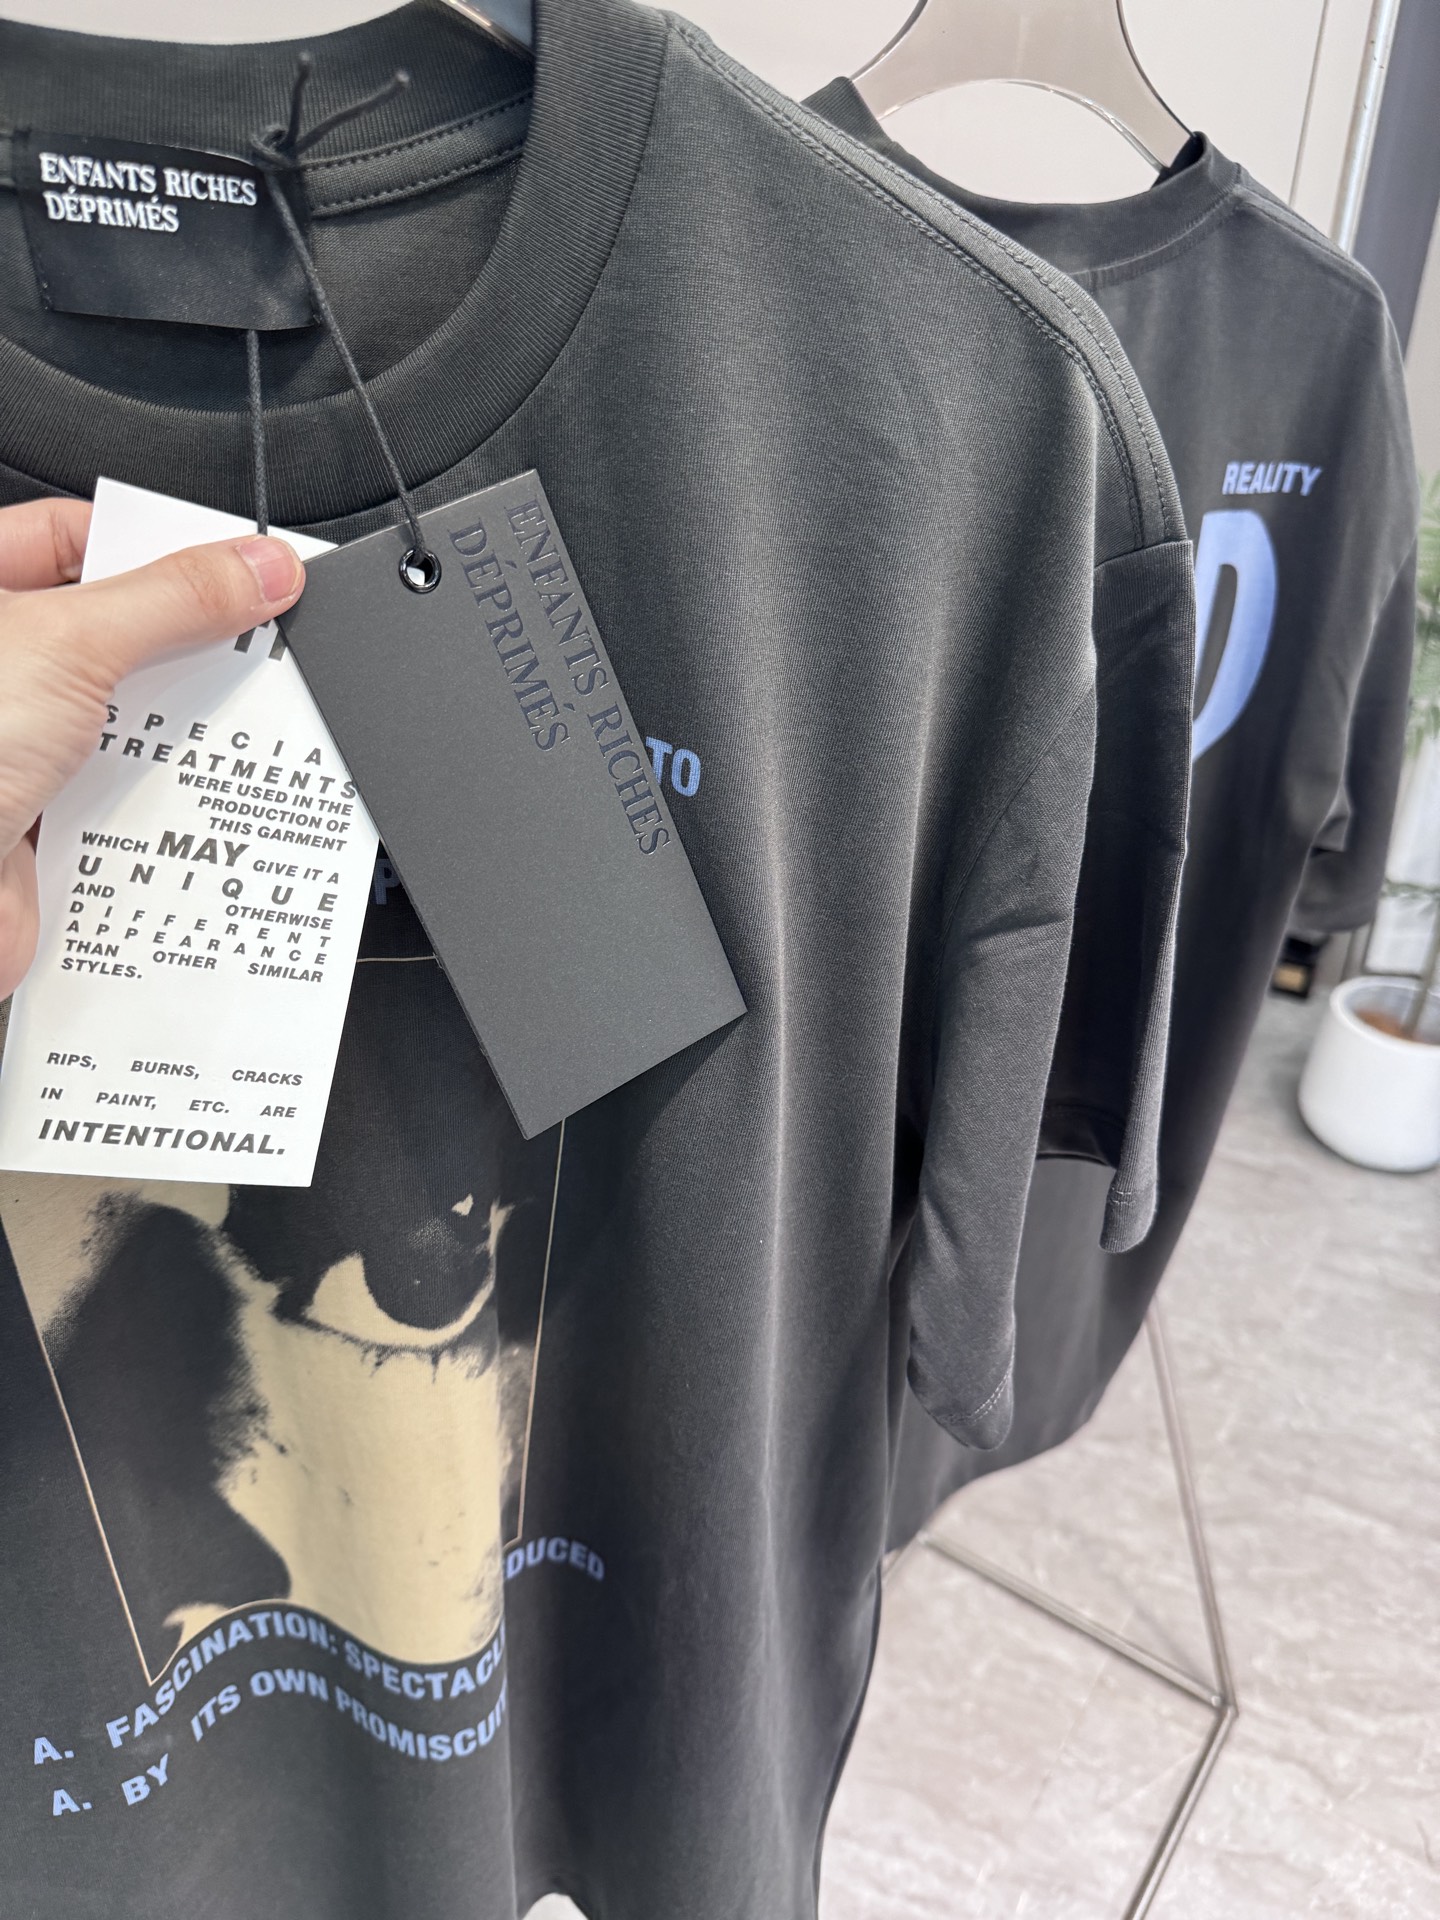 ENFANTS RICHES
DÉPRIMÉS
ENFANTS RICHES
DÉPRIMÉS
SPECIA
TREATMENTS
WERE USED IN THE
PRODUCTION OF
THIS GARMENT
WHICH MAY GIVE IT A
UNIQUE
AND OTHERWISE
DIFFERENT
APPEARANCE
THAN OTHER SIMILAR
STYLES.
RIPS, BURNS, CRACKS
IN PAINT, ETC. ARE
INTENTIONAL.
TO
P
DUCED
A. FASCINATION: SPECTACL
A. BY ITS OWN PROMISCUI
REALITY